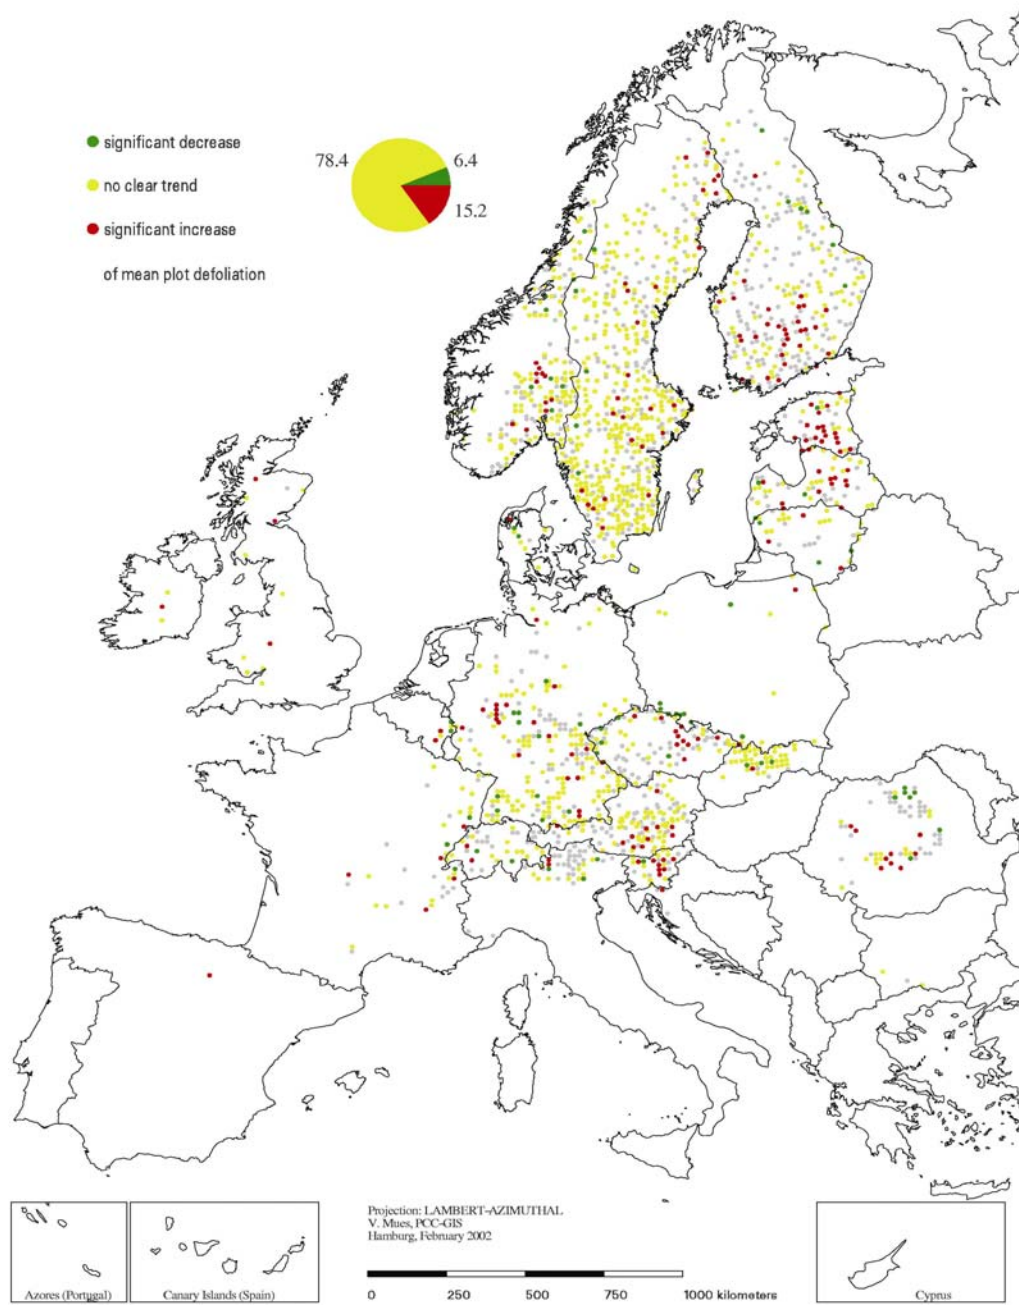 significant decrease
no clear trend
significant increase
of mean plot defoliation
78.4
6.4
15.2
Projection: LAMBERT-AZIMUTHAL
V. Mues, PCC-GIS
Hamburg, February 2002
0 250 500 750 1000 kilometers
Azores (Portugal)
Canary Islands (Spain)
Cyprus